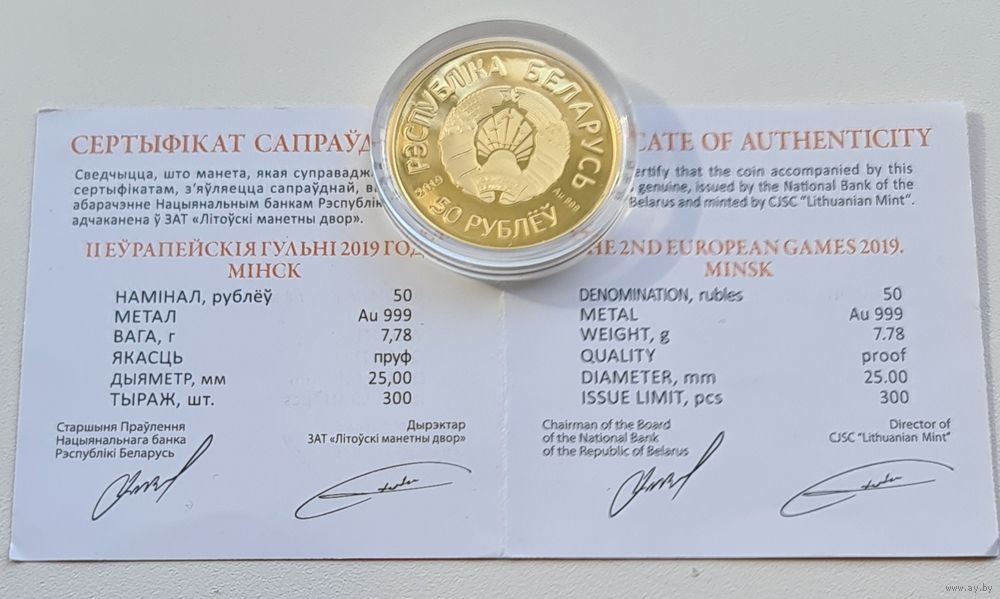 РЭСПУБЛІКА БЕЛАРУСЬ
2019
Au 999
50 РУБЛЁЎ
СЕРТЫФІКАТ САПРАЎД
Сведчыцца, што манета, якая суправадж
сертыфікатам, з'яўляецца сапраўднай, в
абарачэнне Нацыянальным банкам Рэспублік
адчаканена ў ЗАТ «Літоўскі манетны двор».
ІІ ЕЎРАПЕЙСКІЯ ГУЛЬНІ 2019 ГОД
МІНСК
НАМІНАЛ, рублёў 50
МЕТАЛ Au 999
ВАГА, г 7,78
ЯКАСЦЬ пруф
ДЫЯМЕТР, мм 25,00
ТЫРАЖ, шт. 300
Старшыня Праўлення
Нацыянальнага банка
Рэспублікі Беларусь
Дырэктар
ЗАТ «Літоўскі манетны двор»
CATE OF AUTHENTICITY
ertify that the coin accompanied by this
genuine, issued by the National Bank of the
Belarus and minted by CJSC "Lithuanian Mint".
HE 2ND EUROPEAN GAMES 2019.
MINSK
DENOMINATION, rubles 50
METAL Au 999
WEIGHT, g 7.78
QUALITY proof
DIAMETER, mm 25.00
ISSUE LIMIT, pcs 300
Chairman of the Board
of the National Bank
of the Republic of Belarus
Director of
CJSC "Lithuanian Mint"
www.ay.by